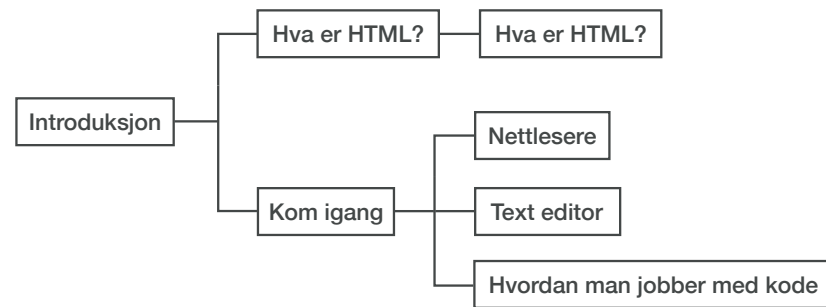 Hva er HTML?
Hva er HTML?
Introduksjon
Nettlesere
Kom igang
Text editor
Hvordan man jobber med kode